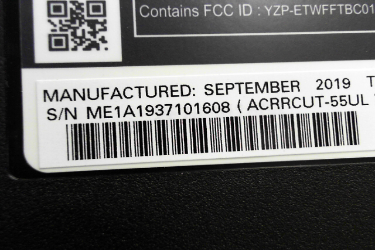 Contains FCC ID : YZP-ETWFFTBC01
MANUFACTURED: SEPTEMBER 2019 T
S/N ME1A1937101608 ( ACRRCUT-55UL